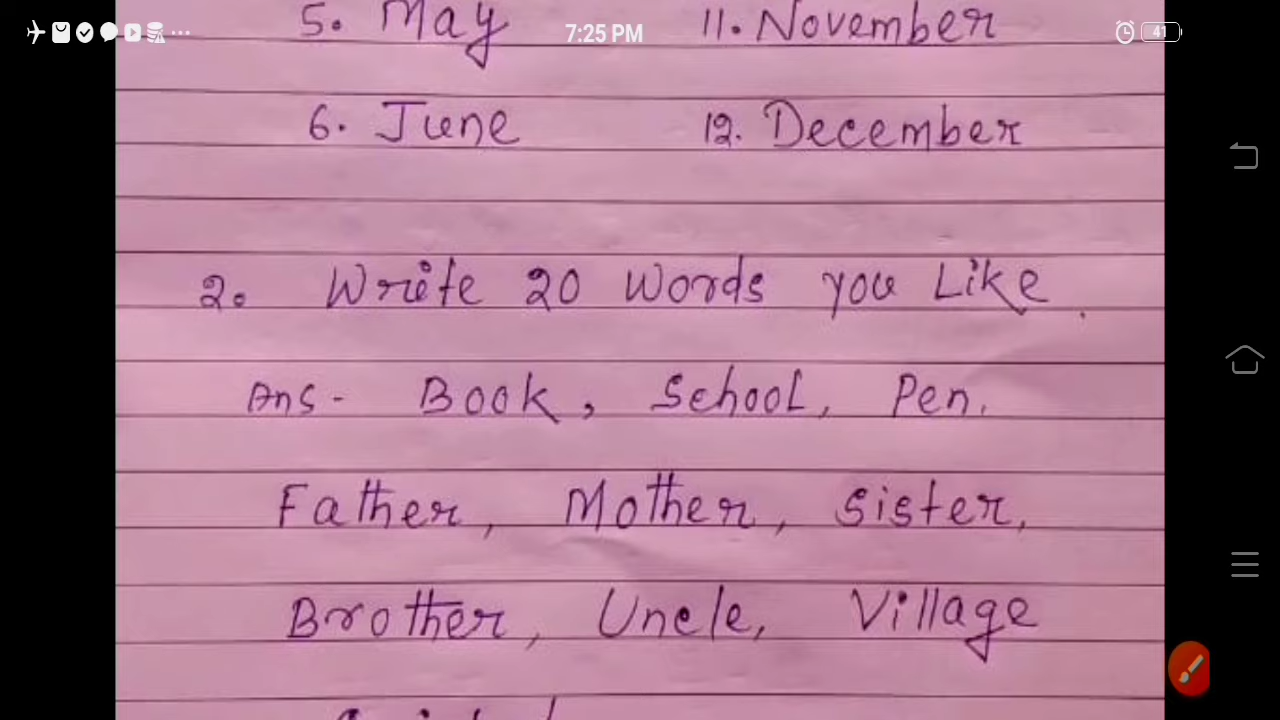 5. May 11. November
7:25 PM 41
6. June 12. December
2. Write 20 words you Like
Ans - Book, School, Pen.
Father, Mother, Sister,
Brother, Uncle, Village